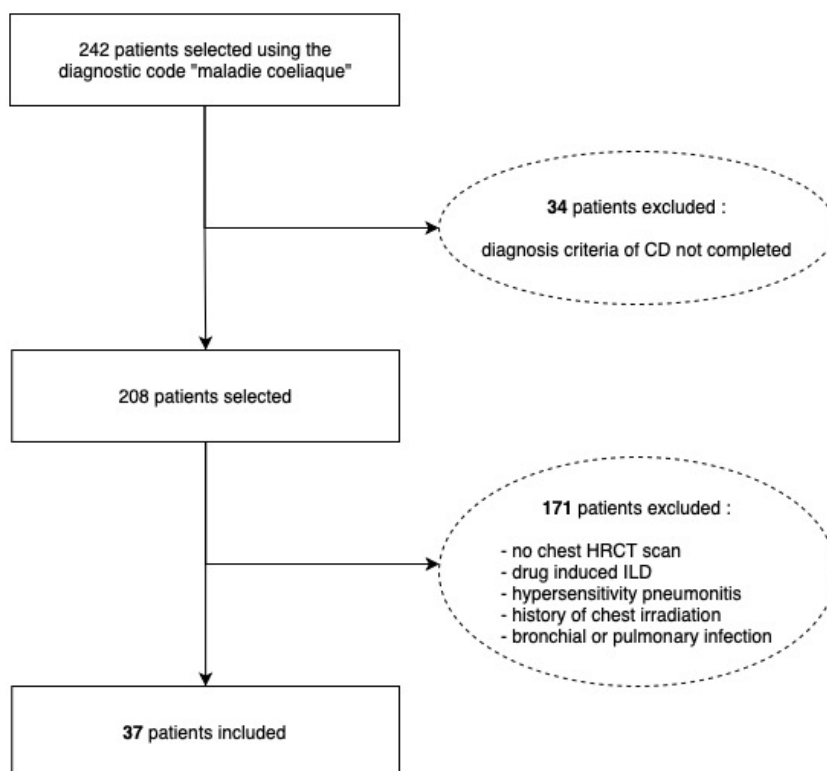 242 patients selected using the
diagnostic code "maladie coeliaque"
34 patients excluded :
diagnosis criteria of CD not completed
208 patients selected
171 patients excluded :
- no chest HRCT scan
- drug induced ILD
- hypersensitivity pneumonitis
- history of chest irradiation
- bronchial or pulmonary infection
37 patients included